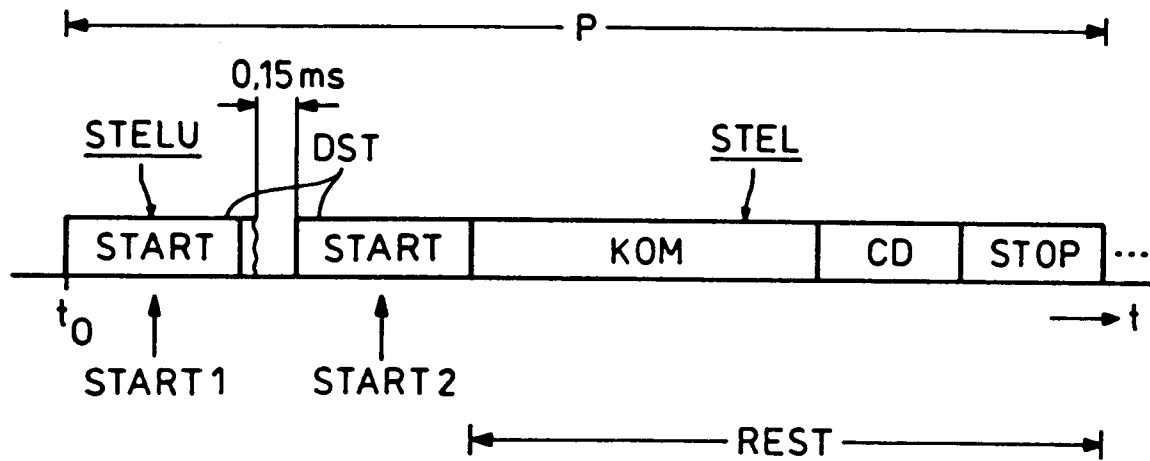 P
0,15 ms
STELU
DST
STEL
START
START
KOM
CD
STOP
...
t0
t
START 1
START 2
REST